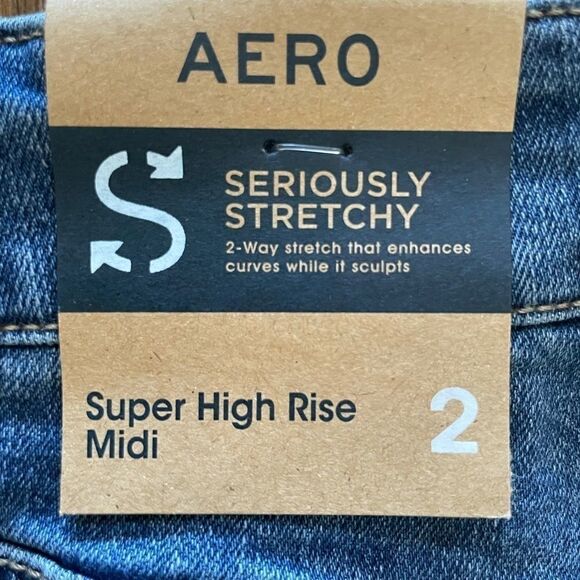 AERO
SERIOUSLY
STRETCHY
2-Way stretch that enhances
curves while it sculpts
Super High Rise 2
Midi